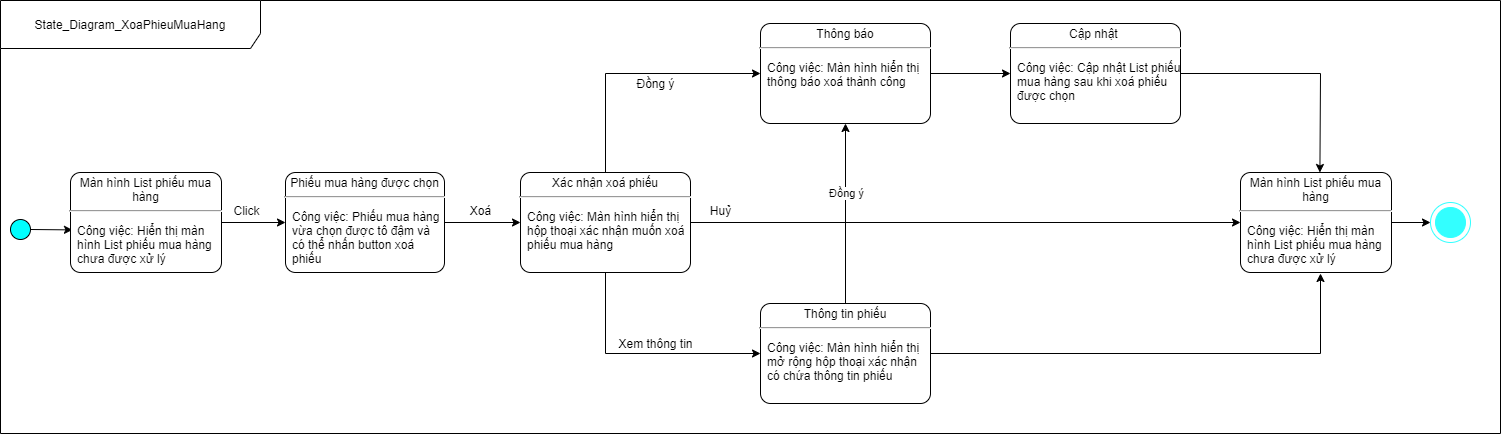 State_Diagram_XoaPhieuMuaHang
Thông báo
Công việc: Màn hình hiển thị
thông báo xoá thành công
Cập nhật
Công việc: Cập nhật List phiếu
mua hàng sau khi xoá phiếu
được chọn
Đồng ý
Màn hình List phiếu mua
hàng
Công việc: Hiển thị màn
hình List phiếu mua hàng
chưa được xử lý
Click
Phiếu mua hàng được chọn
Công việc: Phiếu mua hàng
vừa chọn được tô đậm và
có thể nhấn button xoá
phiếu
Xoá
Xác nhận xoá phiếu
Công việc: Màn hình hiển thị
hộp thoại xác nhận muốn xoá
phiếu mua hàng
Huỷ
Đồng ý
Màn hình List phiếu mua
hàng
Công việc: Hiển thị màn
hình List phiếu mua hàng
chưa được xử lý
Xem thông tin
Thông tin phiếu
Công việc: Màn hình hiển thị
mở rộng hộp thoại xác nhận
có chứa thông tin phiếu